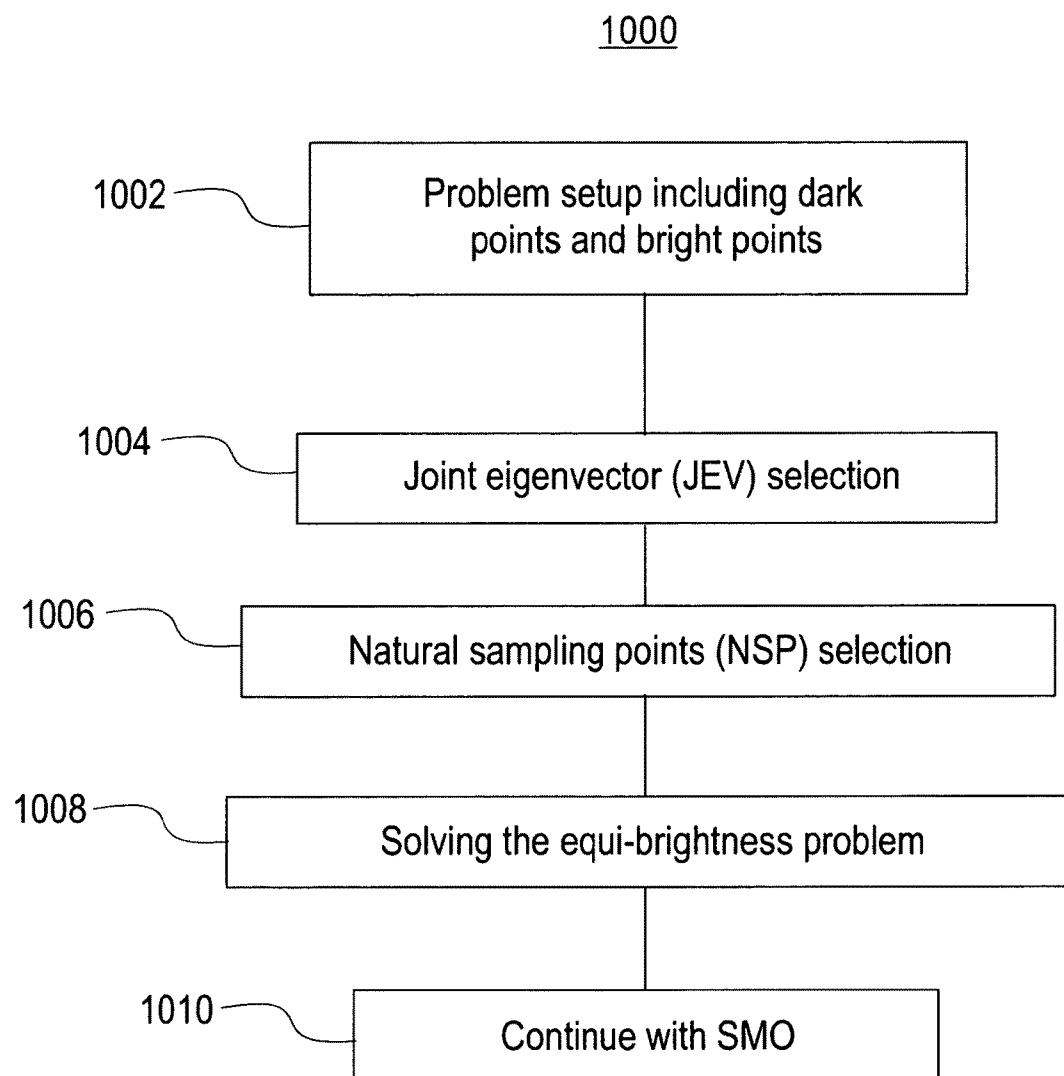 1000
1002
Problem setup including dark
points and bright points
1004
Joint eigenvector (JEV) selection
1006
Natural sampling points (NSP) selection
1008
Solving the equi-brightness problem
1010
Continue with SMO